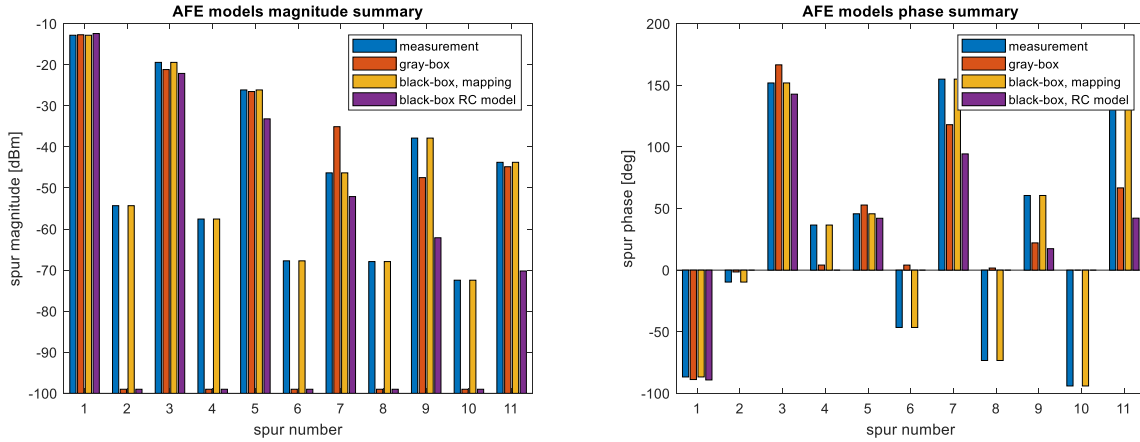 AFE models magnitude summary
-10
-20
-30
-40
-50
-60
-70
-80
-90
-100
spur magnitude [dBm]
measurement
gray-box
black-box, mapping
black-box RC model
1 2 3 4 5 6 7 8 9 10 11
spur number
AFE models phase summary
200
150
100
50
0
-50
-100
spur phase [deg]
measurement
gray-box
black-box, mapping
black-box, RC model
1 2 3 4 5 6 7 8 9 10 11
spur number